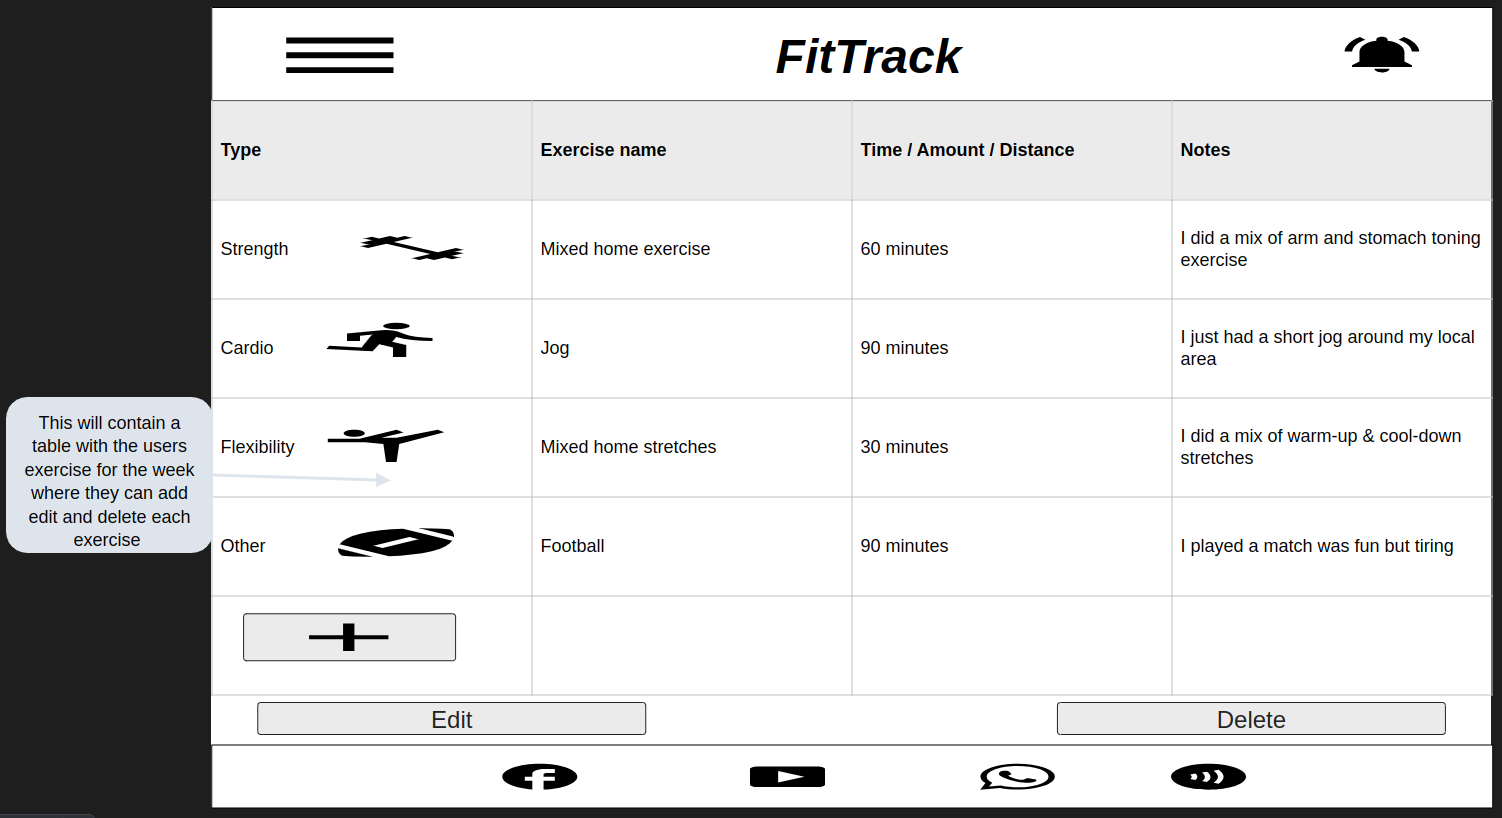 FitTrack
Type Exercise name Time / Amount / Distance Notes
Strength Mixed home exercise 60 minutes I did a mix of arm and stomach toning
exercise
Cardio Jog 90 minutes I just had a short jog around my local
area
This will contain a
table with the users
exercise for the week
where they can add
edit and delete each
exercise
Flexibility Mixed home stretches 30 minutes I did a mix of warm-up & cool-down
stretches
Other Football 90 minutes I played a match was fun but tiring
Edit Delete